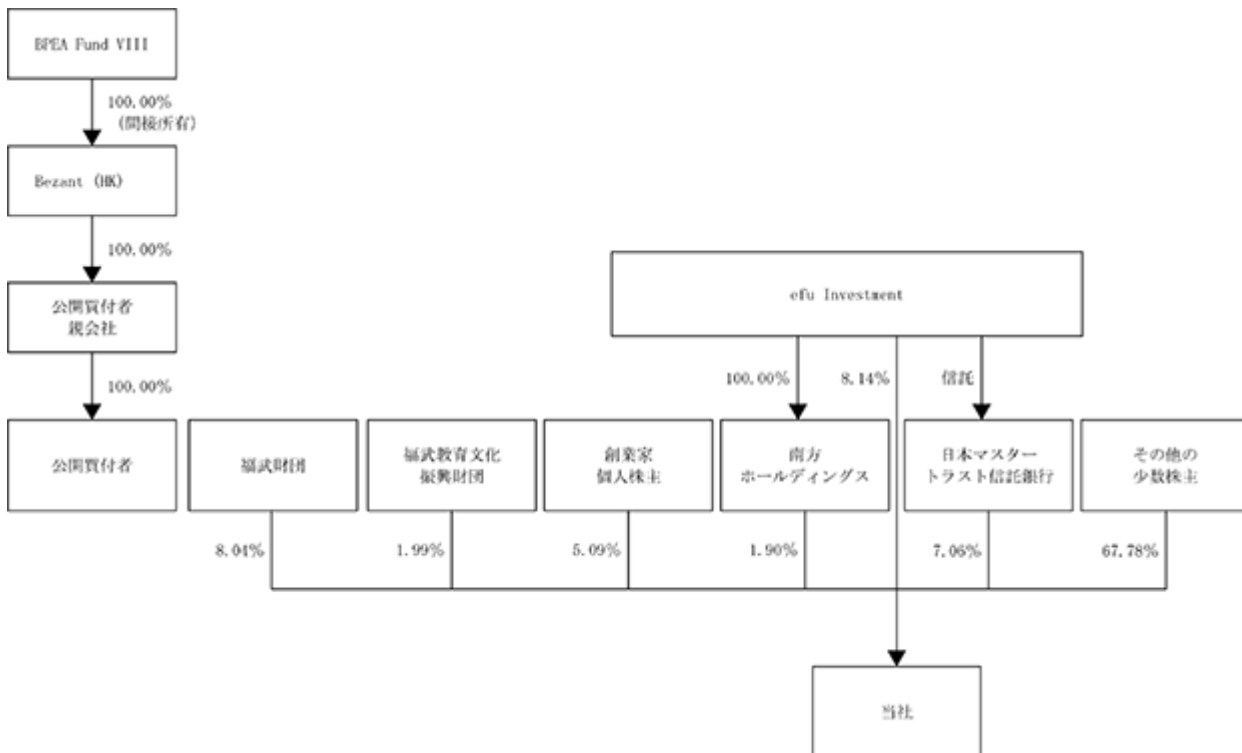 BPEA Fund VIII
100.00%
(間接所有)
Bezant (HK)
100.00%
公開買付者
親会社
efu Investment
100.00%
100.00%
8.14%
信託
公開買付者
福武財団
福武教育文化
振興財団
創業家
個人株主
南方
ホールディングス
日本マスター
トラスト信託銀行
その他の
少数株主
8.04%
1.99%
5.09%
1.90%
7.06%
67.78%
当社